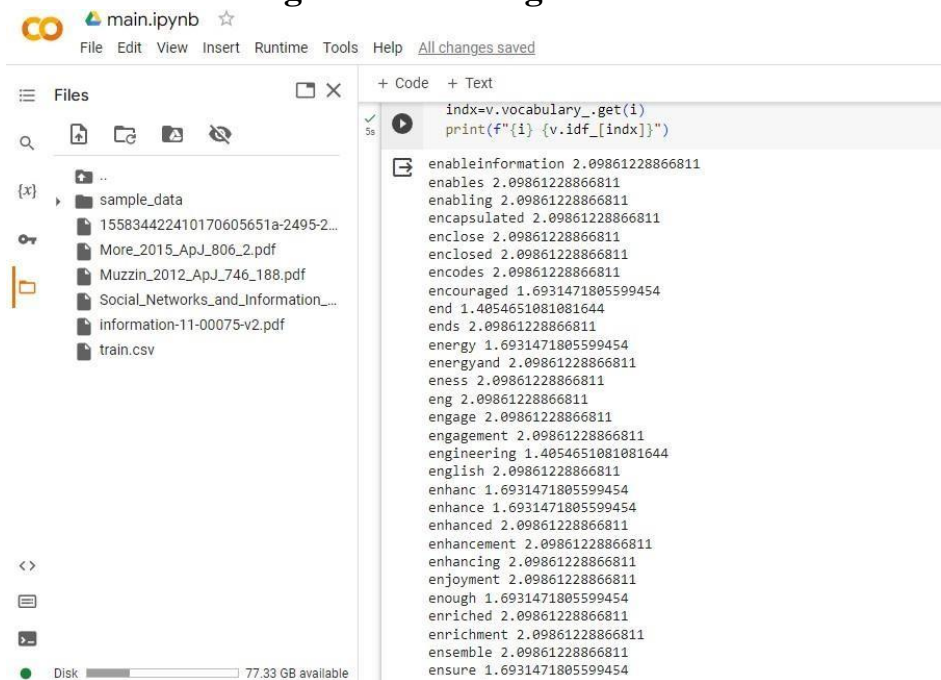 main.ipynb
File Edit View Insert Runtime Tools Help All changes saved
Files
+ Code + Text
{x}
..
sample_data
155834422410170605651a-2495-2...
More_2015_ApJ_806_2.pdf
Muzzin_2012_ApJ_746_188.pdf
Social_Networks_and_Information_...
information-11-00075-v2.pdf
train.csv
<>
Disk 77.33 GB available
5s
indx=v.vocabulary_.get(i)
print(f"{i} {v.idf_[indx]}")
enableinformation 2.09861228866811
enables 2.09861228866811
enabling 2.09861228866811
encapsulated 2.09861228866811
enclose 2.09861228866811
enclosed 2.09861228866811
encodes 2.09861228866811
encouraged 1.6931471805599454
end 1.4054651081081644
ends 2.09861228866811
energy 1.6931471805599454
energyand 2.09861228866811
eness 2.09861228866811
eng 2.09861228866811
engage 2.09861228866811
engagement 2.09861228866811
engineering 1.4054651081081644
english 2.09861228866811
enhanc 1.6931471805599454
enhance 1.6931471805599454
enhanced 2.09861228866811
enhancement 2.09861228866811
enhancing 2.09861228866811
enjoyment 2.09861228866811
enough 1.6931471805599454
enriched 2.09861228866811
enrichment 2.09861228866811
ensemble 2.09861228866811
ensure 1.6931471805599454